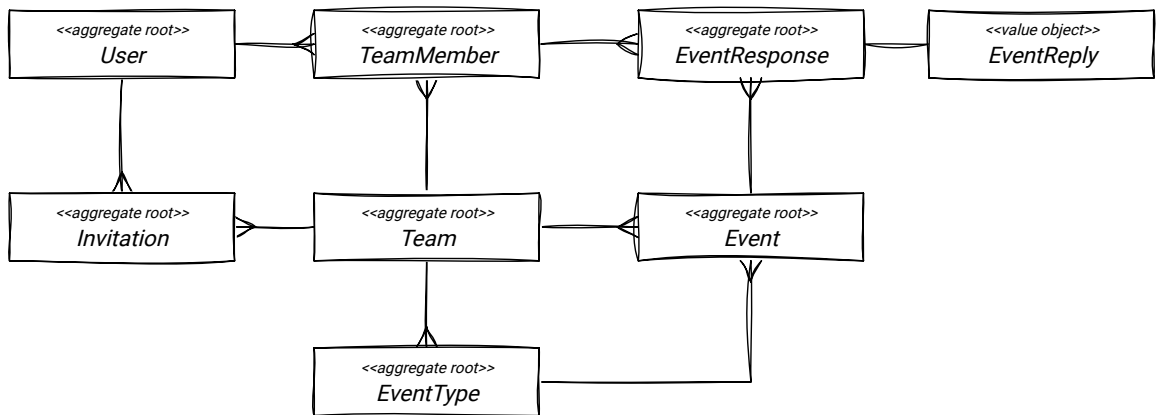 <<aggregate root>>
User
<<aggregate root>>
TeamMember
<<aggregate root>>
EventResponse
<<value object>>
EventReply
<<aggregate root>>
Invitation
<<aggregate root>>
Team
<<aggregate root>>
Event
<<aggregate root>>
EventType